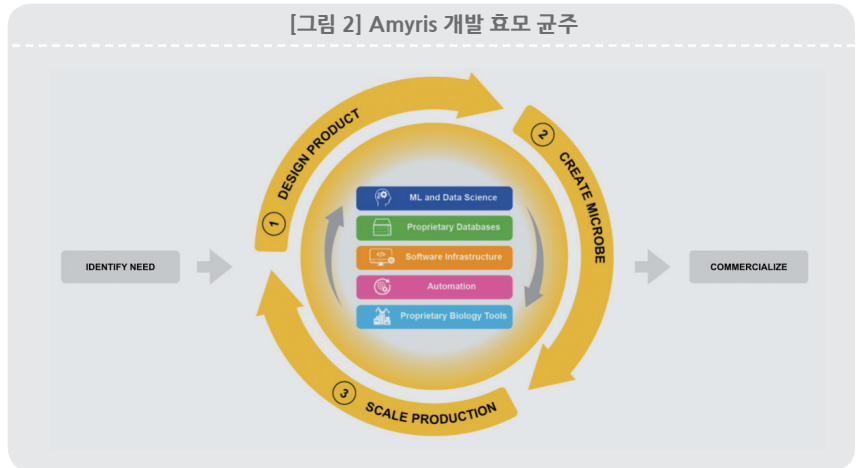 [그림 2] Amyris 개발 효모 균주
IDENTIFY NEED
1 DESIGN PRODUCT
2 CREATE MICROBE
3 SCALE PRODUCTION
ML and Data Science
Proprietary Databases
Software Infrastructure
Automation
Proprietary Biology Tools
COMMERCIALIZE